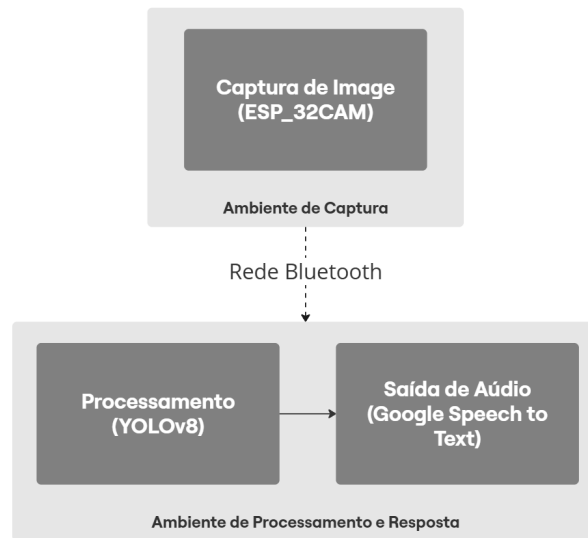 Captura de Image
(ESP_32CAM)
Ambiente de Captura
Rede Bluetooth
Processamento
(YOLOv8)
Saída de Aúdio
(Google Speech to
Text)
Ambiente de Processamento e Resposta